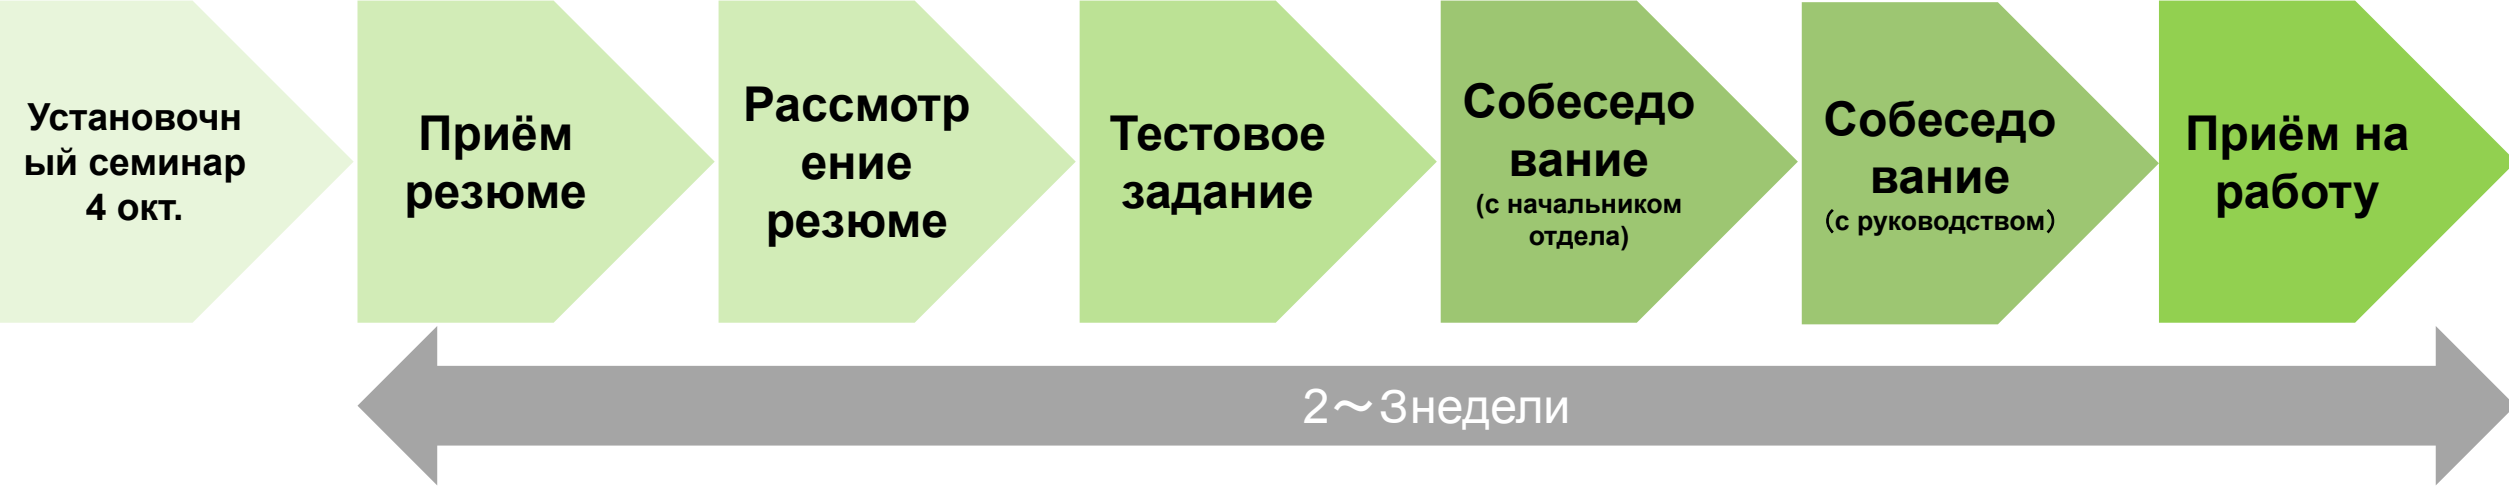 Установочн
ый семинар
4 окт.
Приём
резюме
Рассмотр
ение
резюме
Тестовое
задание
Собеседо
вание
(с начальником
отдела)
Собеседо
вание
（с руководством）
Приём на
работу
2～3недели